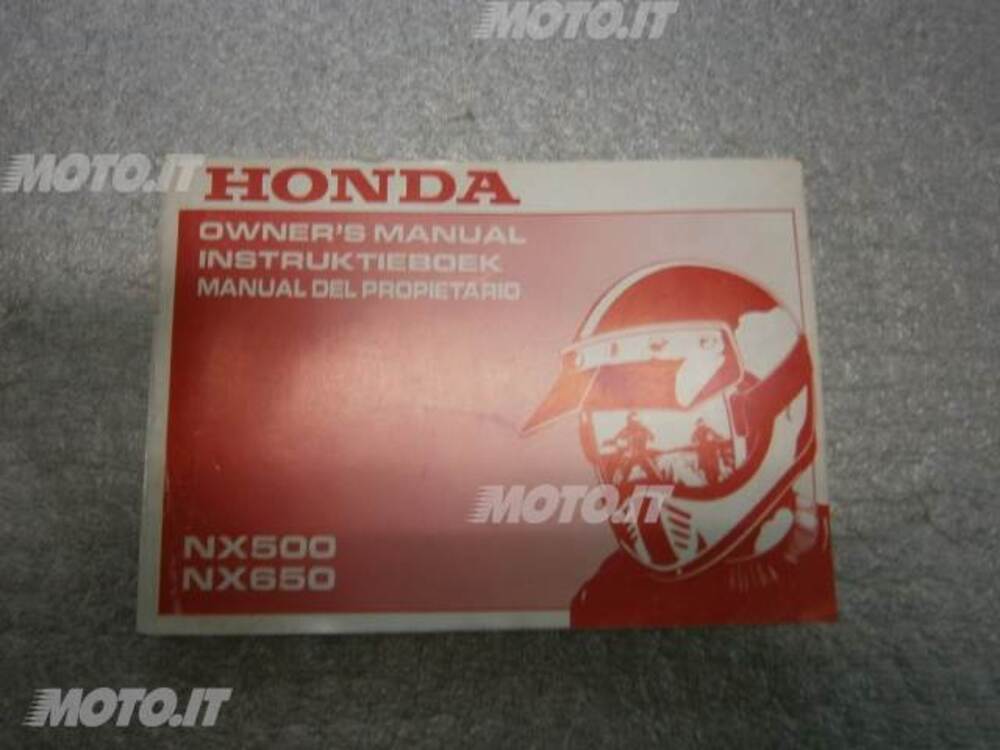 MOTO.IT
MOTO.IT
HONDA
OWNER'S MANUAL
INSTRUKTIEBOEK
MANUAL DEL PROPIETARIO
MOTO.IT
NX500
NX650
MOTO.IT